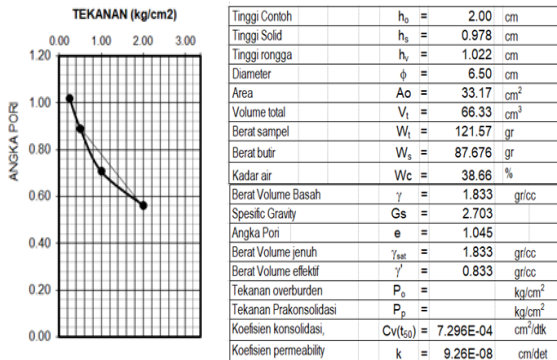 TEKANAN (kg/cm2)
0.00 1.00 2.00 3.00
1.20
1.00
0.80
0.60
0.40
0.20
0.00
ANGKA PORI
Tinggi Contoh hₒ = 2.00 cm
Tinggi Solid hₛ = 0.978 cm
Tinggi rongga hᵥ = 1.022 cm
Diameter ϕ = 6.50 cm
Area Ao = 33.17 cm²
Volume total Vₜ = 66.33 cm³
Berat sampel Wₜ = 121.57 gr
Berat butir Wₛ = 87.676 gr
Kadar air Wc = 38.66 %
Berat Volume Basah γ = 1.833 gr/cc
Spesific Gravity Gs = 2.703
Angka Pori e = 1.045
Berat Volume jenuh γsat = 1.833 gr/cc
Berat Volume effektif γ' = 0.833 gr/cc
Tekanan overburden Pₒ = kg/cm²
Tekanan Prakonsolidasi Pₚ = kg/cm²
Koefisien konsolidasi, Cv(t₅₀) = 7.296E-04 cm²/dtk
Koefisien permeability k = 9.26E-08 cm/det